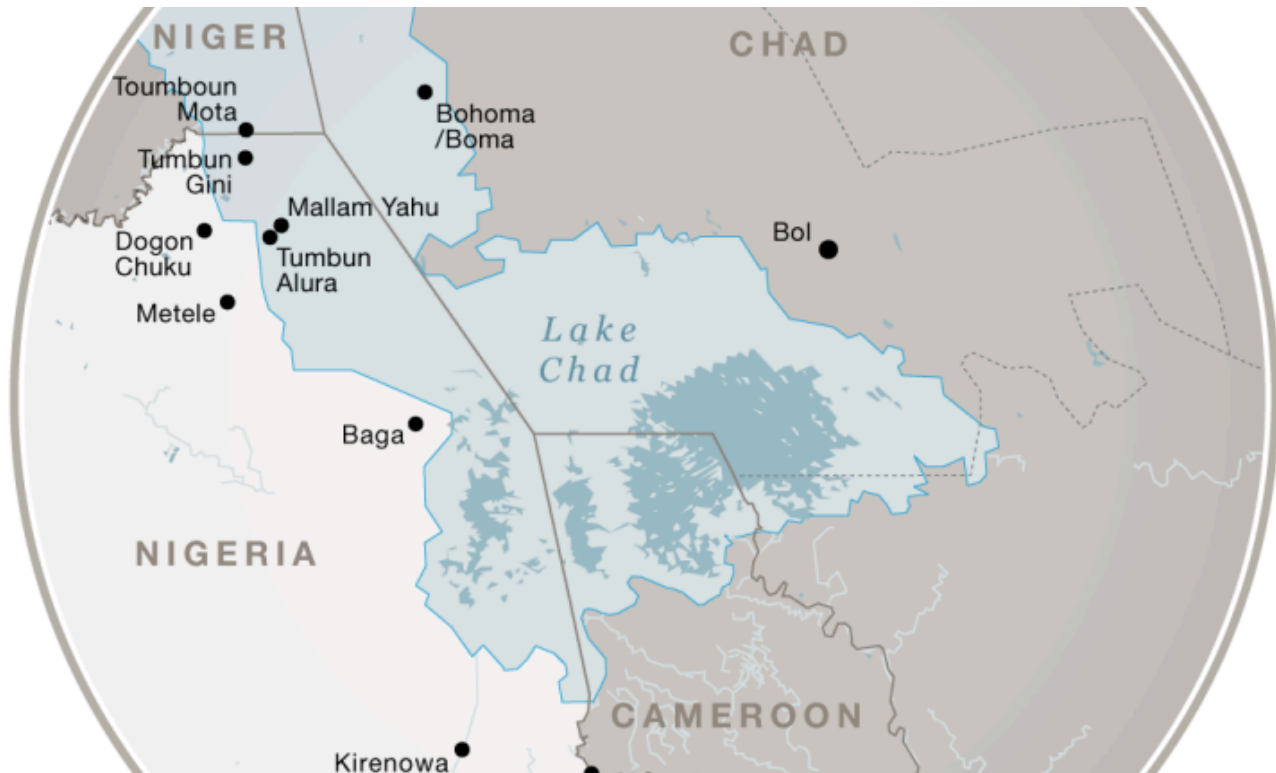 NIGER
CHAD
Toumboun
Mota
Bohoma
/Boma
Tumbun
Gini
Mallam Yahu
Dogon
Chuku
Tumbun
Alura
Bol
Metele
Lake
Chad
Baga
NIGERIA
CAMEROON
Kirenowa